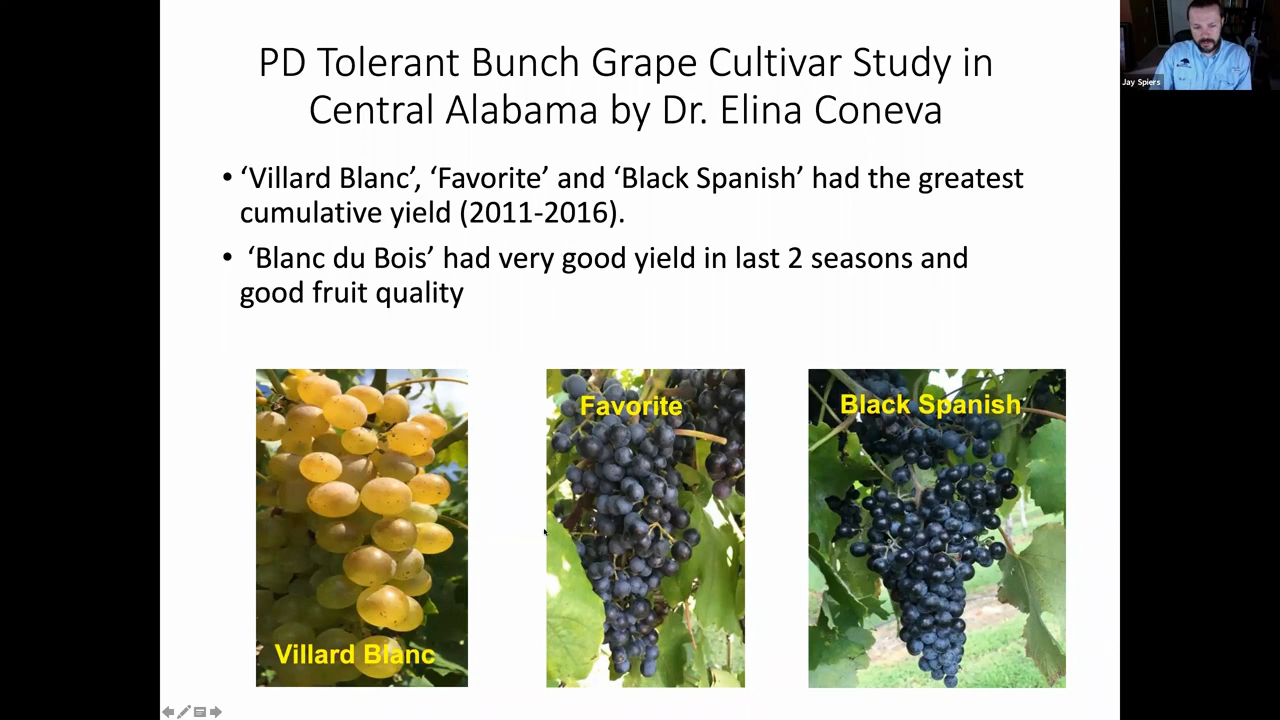 PD Tolerant Bunch Grape Cultivar Study in
Central Alabama by Dr. Elina Coneva
• ‘Villard Blanc’, ‘Favorite’ and ‘Black Spanish’ had the greatest
cumulative yield (2011-2016).
• ‘Blanc du Bois’ had very good yield in last 2 seasons and
good fruit quality
Villard Blanc
Favorite
Black Spanish
Jay Spiers